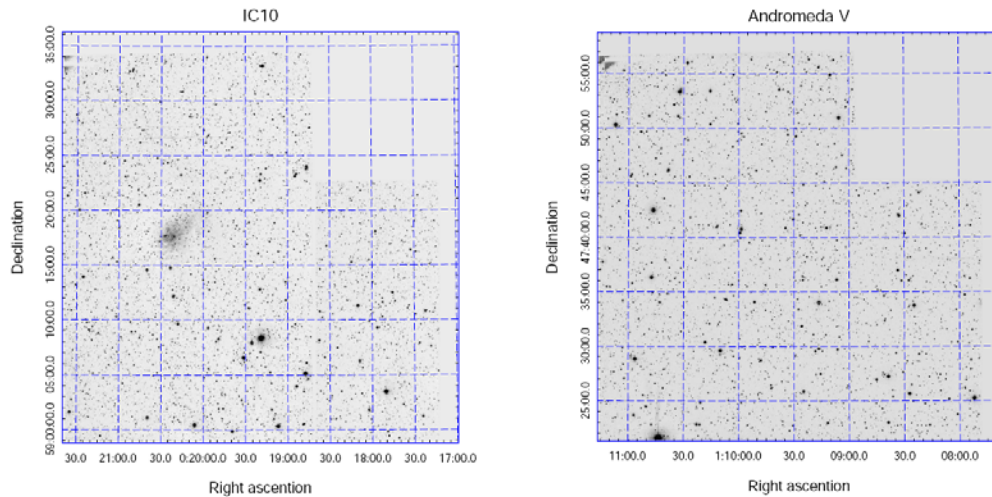 IC10
Andromeda V
Declination
35:00.0
30:00.0
25:00.0
20:00.0
15:00.0
10:00.0
05:00.0
59:00:00.0
30.0 21:00.0 30.0 0:20:00.0 30.0 19:00.0 30.0 18:00.0 30.0 17:00.0
Right ascention
Declination
55:00.0
50:00.0
45:00.0
47:40:00.0
35:00.0
30:00.0
25:00.0
11:00.0 30.0 1:10:00.0 30.0 09:00.0 30.0 08:00.0
Right ascention